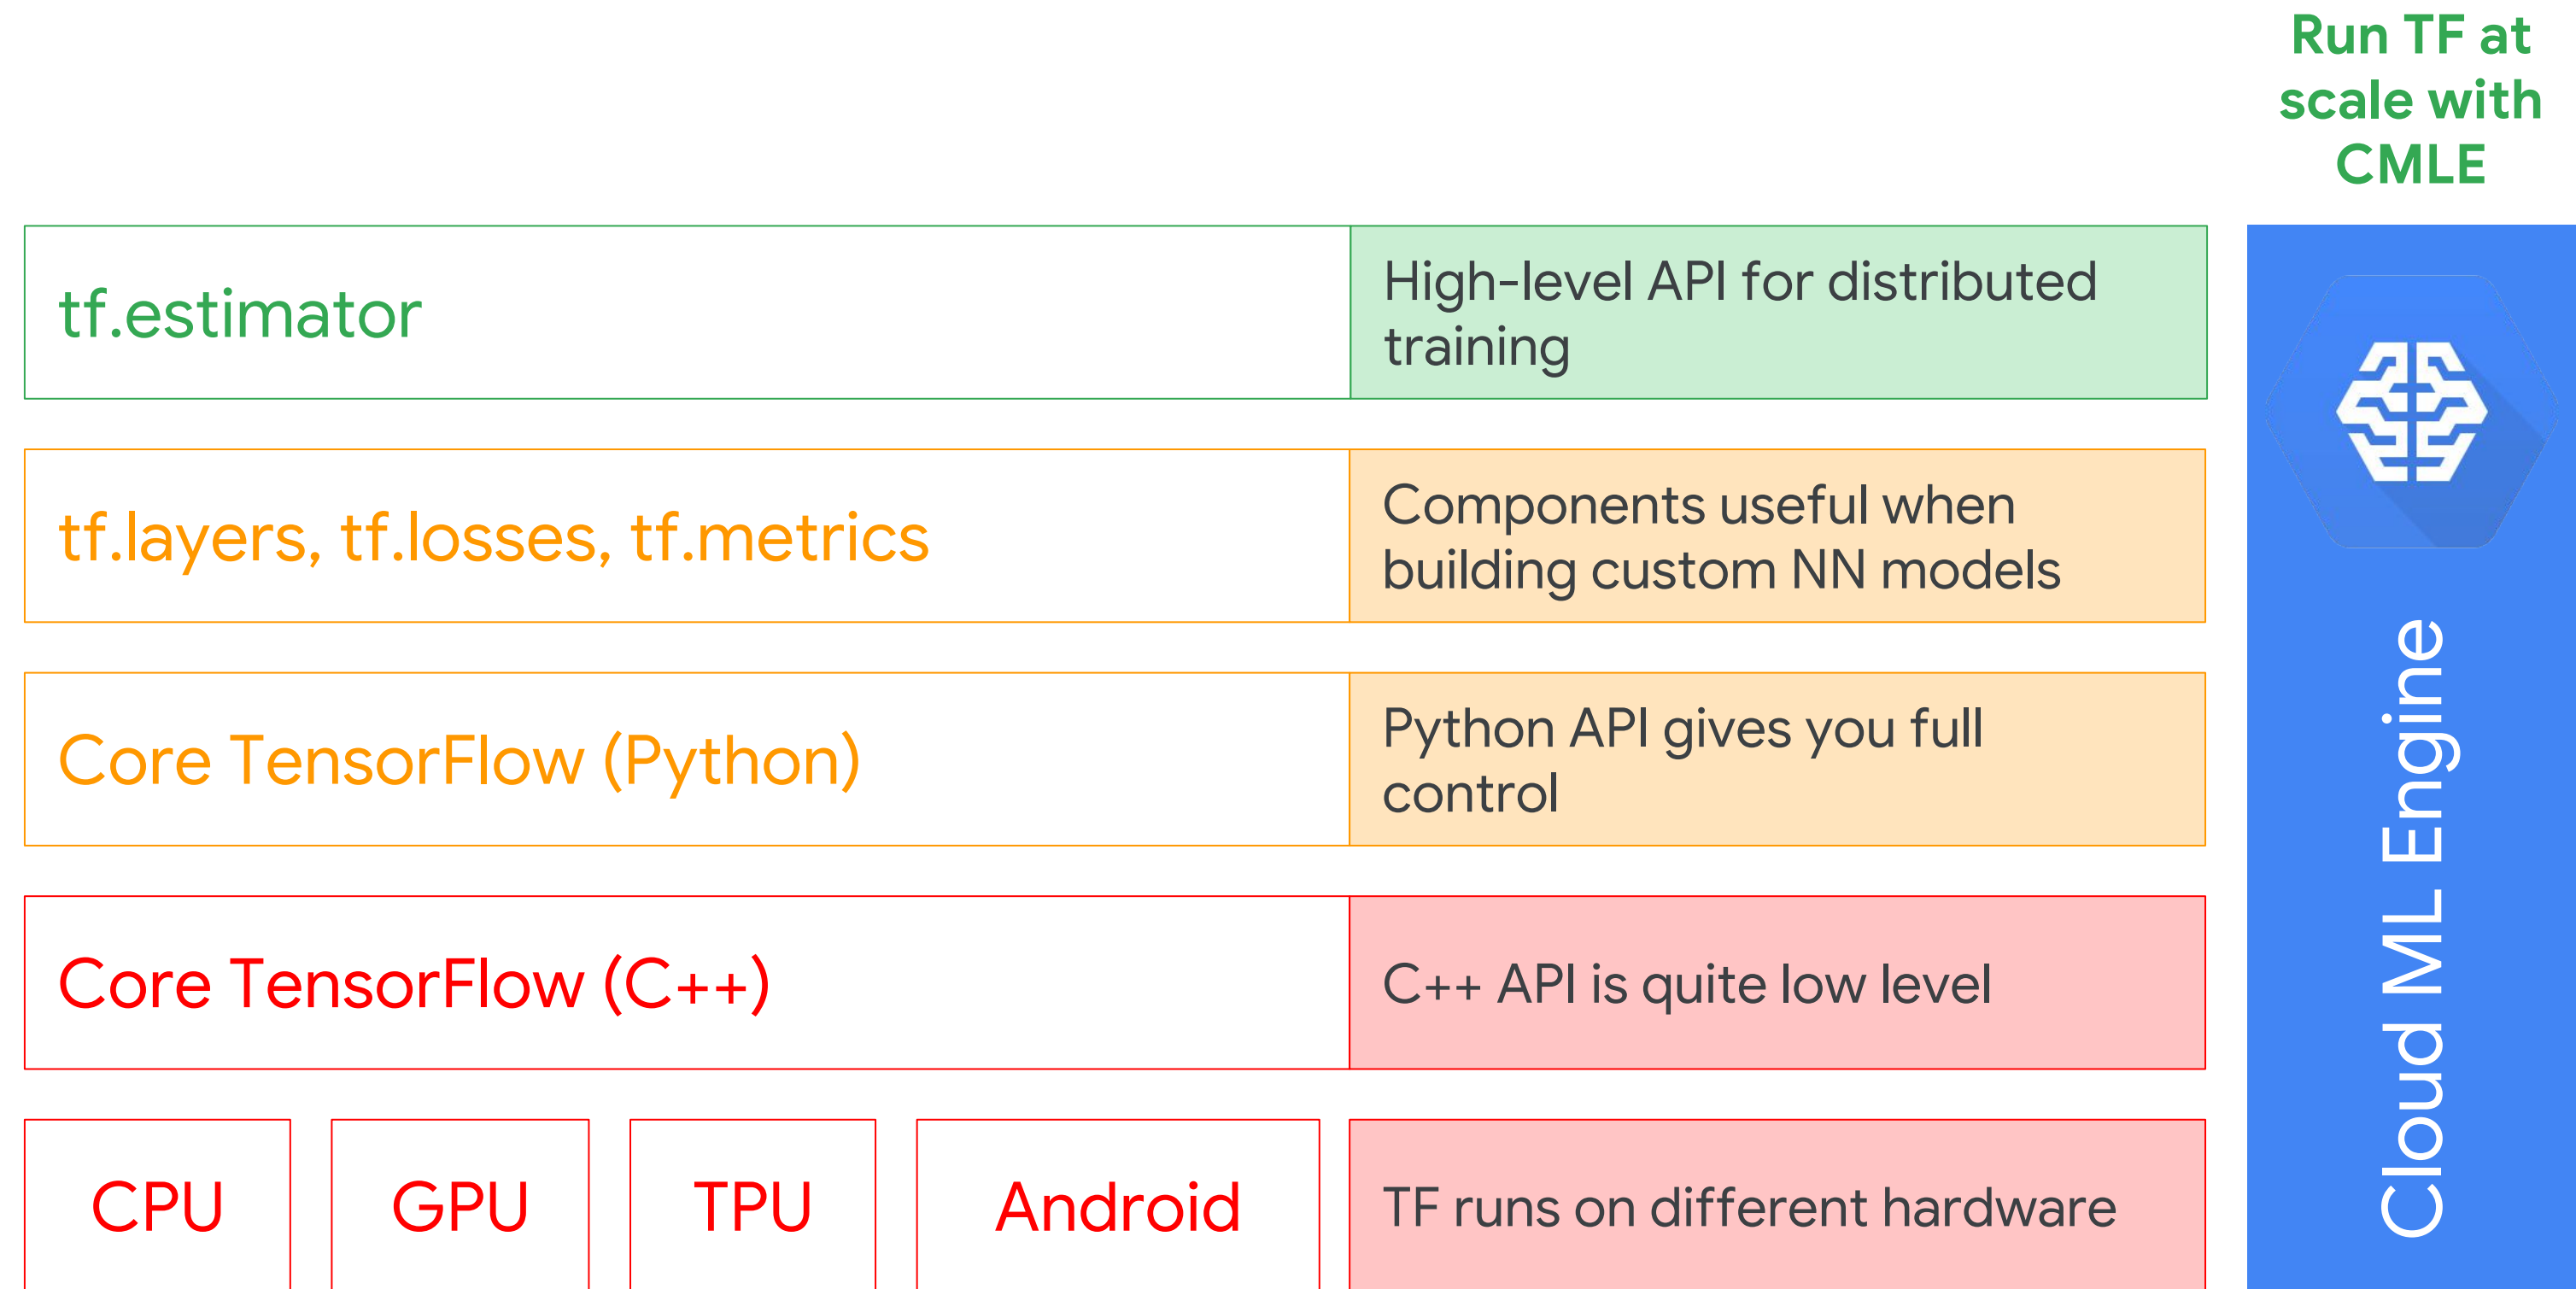 Run TF at
scale with
CMLE
tf.estimator
High-level API for distributed
training
tf.layers, tf.losses, tf.metrics
Components useful when
building custom NN models
Core TensorFlow (Python)
Python API gives you full
control
Core TensorFlow (C++)
C++ API is quite low level
CPU
GPU
TPU
Android
TF runs on different hardware
Cloud ML Engine